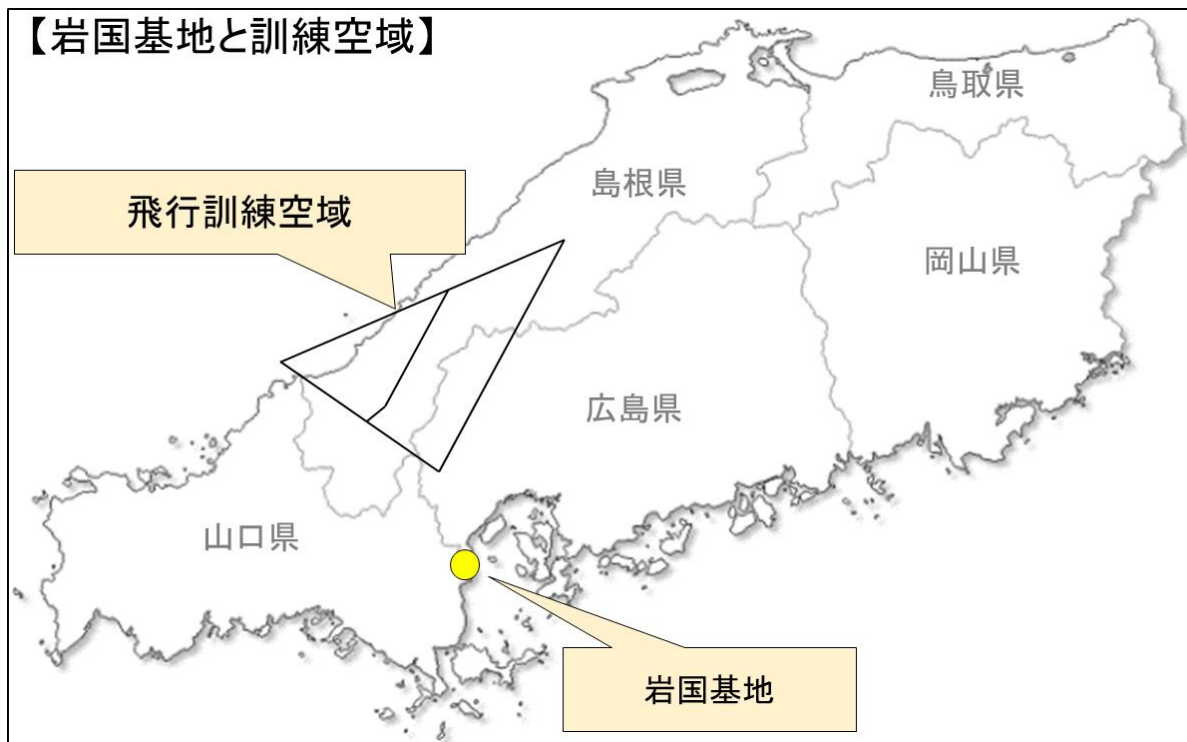 【岩国基地と訓練空域】
鳥取県
島根県
飛行訓練空域
岡山県
広島県
山口県
岩国基地